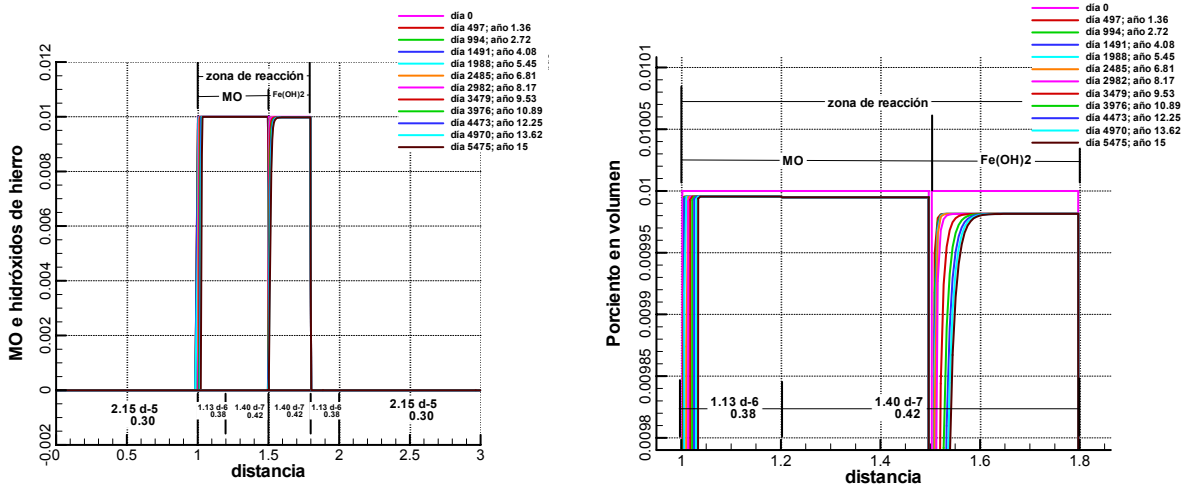 día 0
día 497; año 1.36
día 994; año 2.72
día 1491; año 4.08
día 1988; año 5.45
día 2485; año 6.81
día 2982; año 8.17
día 3479; año 9.53
día 3976; año 10.89
día 4473; año 12.25
día 4970; año 13.62
día 5475; año 15
zona de reacción
MO
Fe(OH)2
MO e hidróxidos de hierro
0.012
0.01
0.008
0.006
0.004
0.002
0
-0.002
2.15 d-5
0.30
1.13 d-6
0.38
1.40 d-7
0.42
1.40 d-7
0.42
1.13 d-6
0.38
2.15 d-5
0.30
0.5
1
1.5
2
2.5
3
distancia
día 0
día 497; año 1.36
día 994; año 2.72
día 1491; año 4.08
día 1988; año 5.45
día 2485; año 6.81
día 2982; año 8.17
día 3479; año 9.53
día 3976; año 10.89
día 4473; año 12.25
día 4970; año 13.62
día 5475; año 15
zona de reacción
MO
Fe(OH)2
Porciento en volumen
0.0101
0.01005
0.01
0.00995
0.0099
0.00985
0.0098
1.13 d-6
0.38
1.40 d-7
0.42
1
1.2
1.4
1.6
1.8
distancia